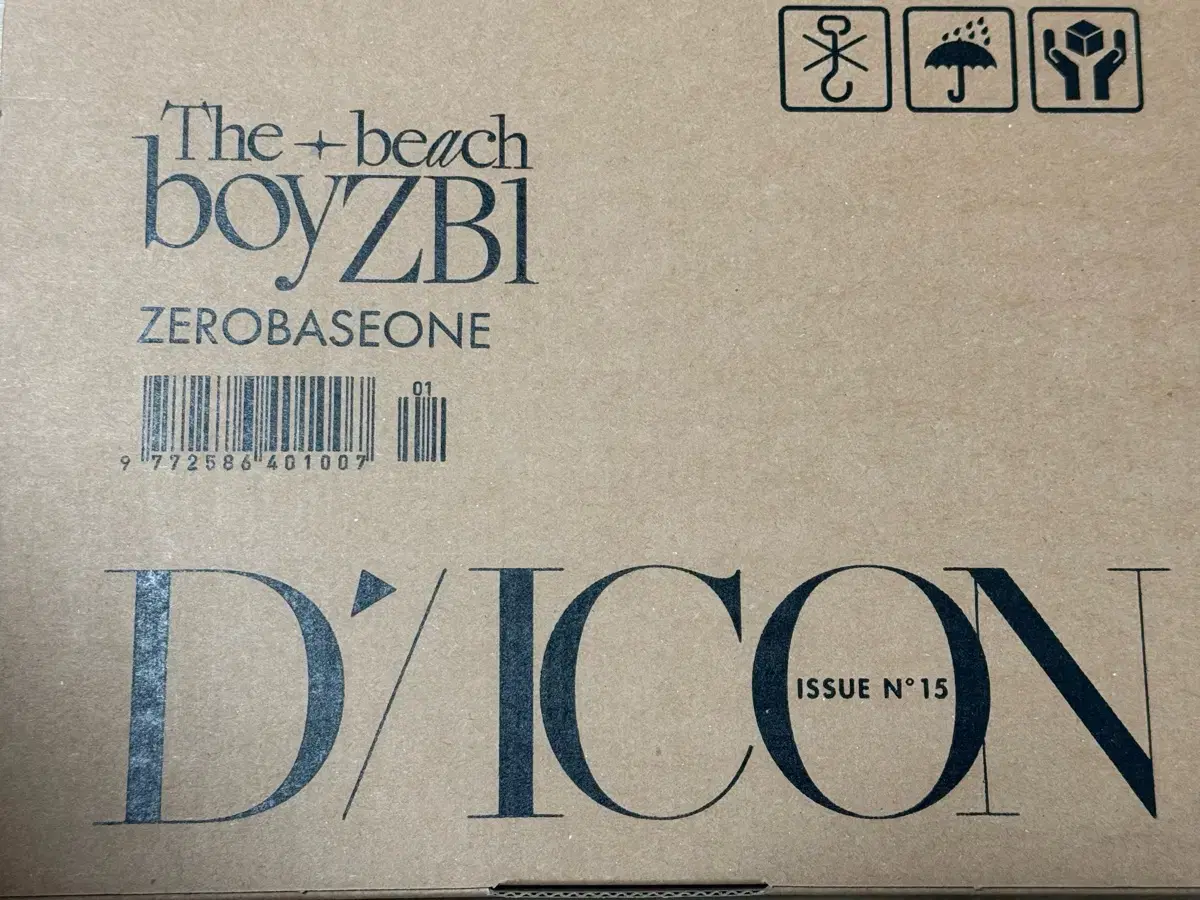 The beach
boyZB1
ZEROBASEONE
01
9 772586 401007
D'/ICON
ISSUE N°15